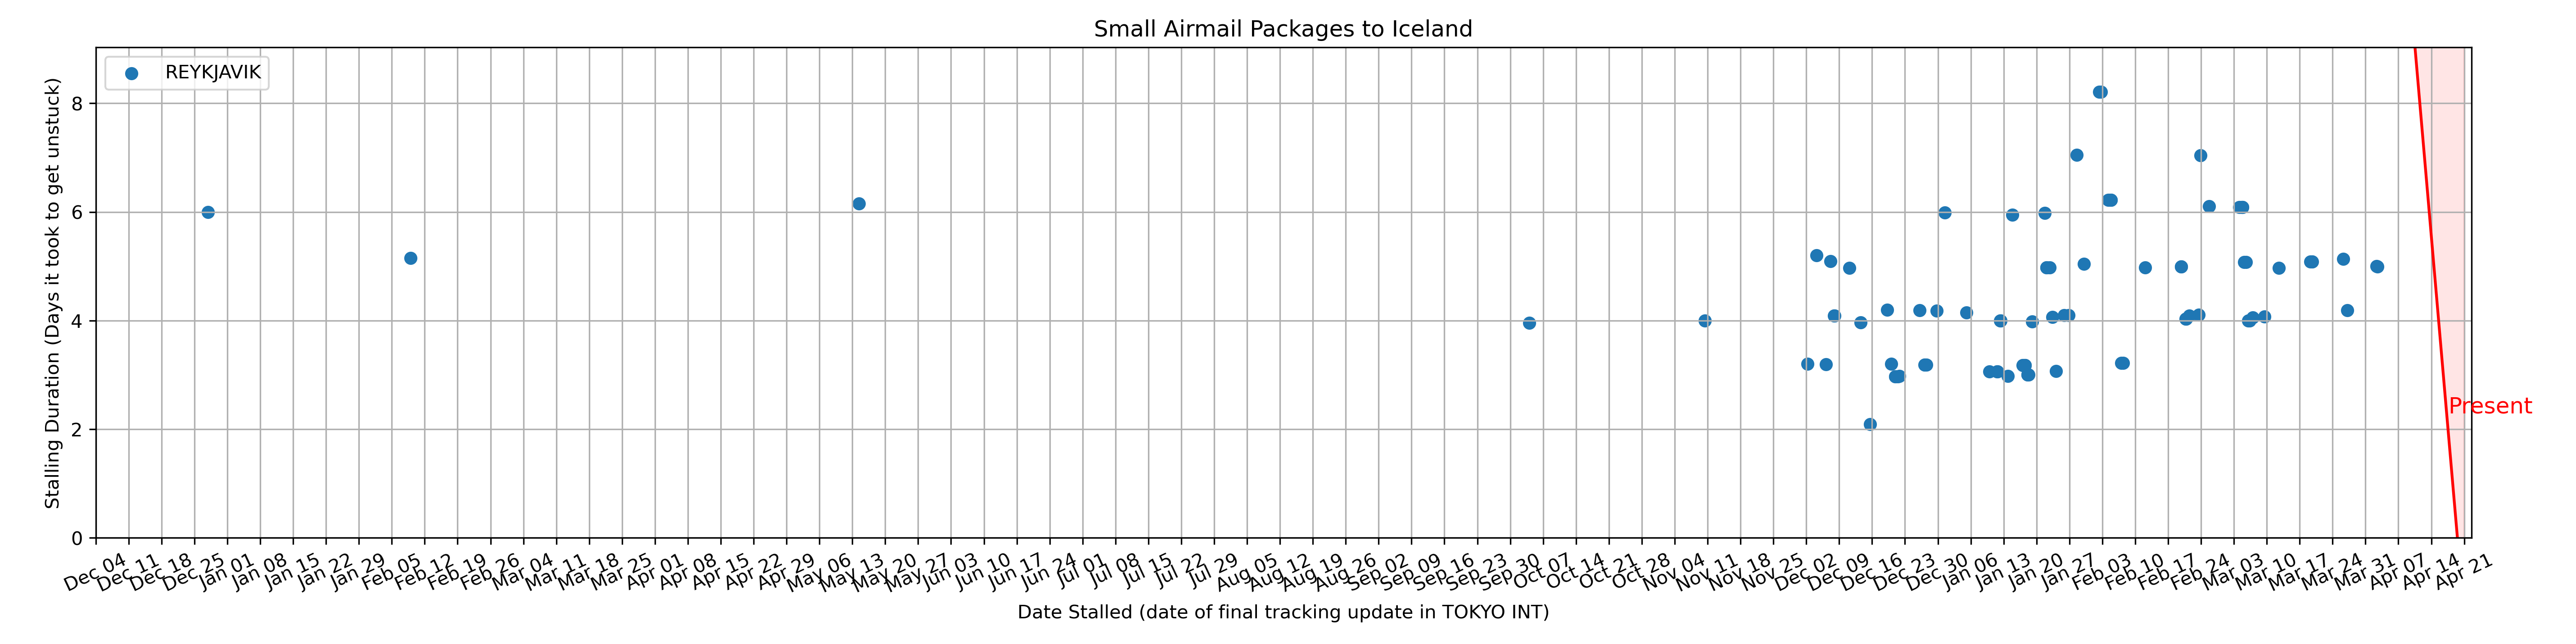 Small Airmail Packages to Iceland
REYKJAVIK
Stalling Duration (Days it took to get unstuck)
8
6
4
2
0
Present
Dec 04
Dec 11
Dec 18
Dec 25
Jan 01
Jan 08
Jan 15
Jan 22
Jan 29
Feb 05
Feb 12
Feb 19
Feb 26
Mar 04
Mar 11
Mar 18
Mar 25
Apr 01
Apr 08
Apr 15
Apr 22
Apr 29
May 06
May 13
May 20
May 27
Jun 03
Jun 10
Jun 17
Jun 24
Jul 01
Jul 08
Jul 15
Jul 22
Jul 29
Aug 05
Aug 12
Aug 19
Aug 26
Sep 02
Sep 09
Sep 16
Sep 23
Sep 30
Oct 07
Oct 14
Oct 21
Oct 28
Nov 04
Nov 11
Nov 18
Nov 25
Dec 02
Dec 09
Dec 16
Dec 23
Dec 30
Jan 06
Jan 13
Jan 20
Jan 27
Feb 03
Feb 10
Feb 17
Feb 24
Mar 03
Mar 10
Mar 17
Mar 24
Mar 31
Apr 07
Apr 14
Apr 21
Date Stalled (date of final tracking update in TOKYO INT)